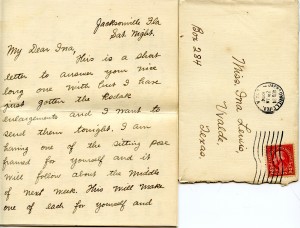 Jacksonville Fla
Sat. Night.
My Dear Ina,
This is a short
letter to answer your nice
long one with but I have
just gotten the kodak
enlargements and I want to
send them tonight. I am
having one of the sitting pose
framed for yourself and it
will follow about the middle
of next week. This will make
one of each for yourself and
Box 284
Miss Ina
Texas.